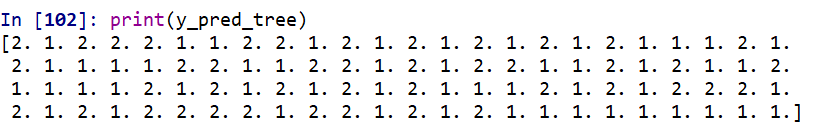 In [102]: print(y_pred_tree)
[2. 1. 2. 2. 2. 1. 1. 2. 2. 1. 2. 1. 2. 1. 2. 1. 2. 1. 2. 1. 1. 1. 2. 1.
 2. 1. 1. 1. 1. 2. 2. 1. 1. 2. 2. 1. 2. 1. 2. 1. 2. 2. 1. 1. 2. 1. 1. 2.
 1. 1. 1. 1. 2. 1. 2. 1. 2. 2. 2. 2. 1. 2. 1. 1. 1. 2. 1. 2. 1. 2. 2. 1.
 2. 1. 2. 1. 2. 2. 2. 2. 1. 2. 2. 1. 2. 1. 2. 1. 1. 1. 1. 1. 1. 1. 1. 1.]